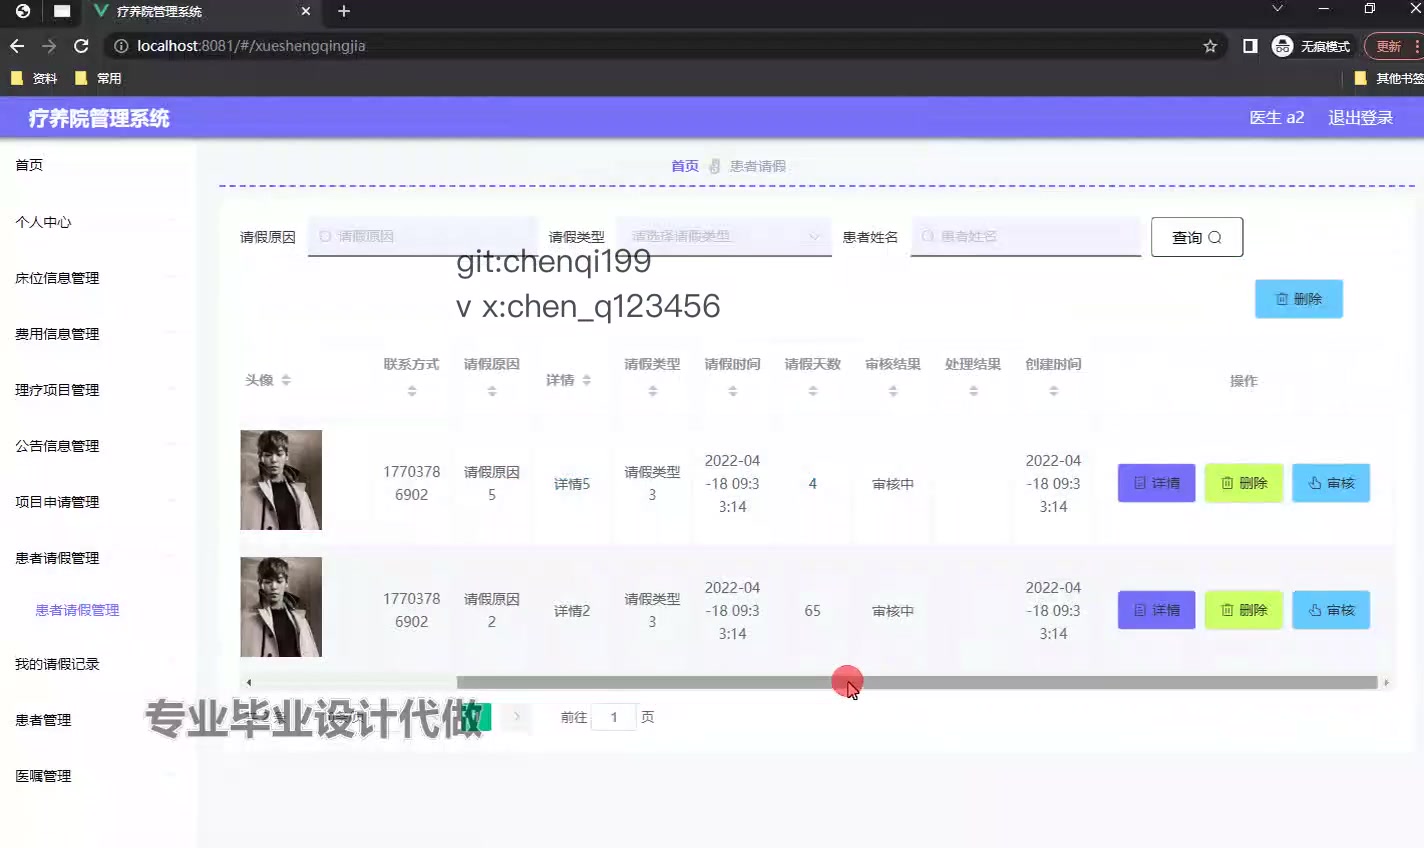 疗养院管理系统
localhost:8081/#/xueshengqingjia
无痕模式
更新
资料
常用
其他书签
疗养院管理系统
医生 a2
退出登录
首页
个人中心
床位信息管理
费用信息管理
理疗项目管理
公告信息管理
项目申请管理
患者请假管理
患者请假管理
我的请假记录
患者管理
医嘱管理
首页
患者请假
请假原因
请假原因
请假类型
请选择请假类型
患者姓名
患者姓名
查询
git:chenqi199
v x:chen_q123456
删除
头像
联系方式
请假原因
详情
请假类型
请假时间
请假天数
审核结果
处理结果
创建时间
操作
1770378
6902
请假原因
5
详情5
请假类型
3
2022-04
-18 09:3
3:14
4
审核中
2022-04
-18 09:3
3:14
详情
删除
审核
1770378
6902
请假原因
2
详情2
请假类型
3
2022-04
-18 09:3
3:14
65
审核中
2022-04
-18 09:3
3:14
详情
删除
审核
专业毕业设计代做
前往
1
页